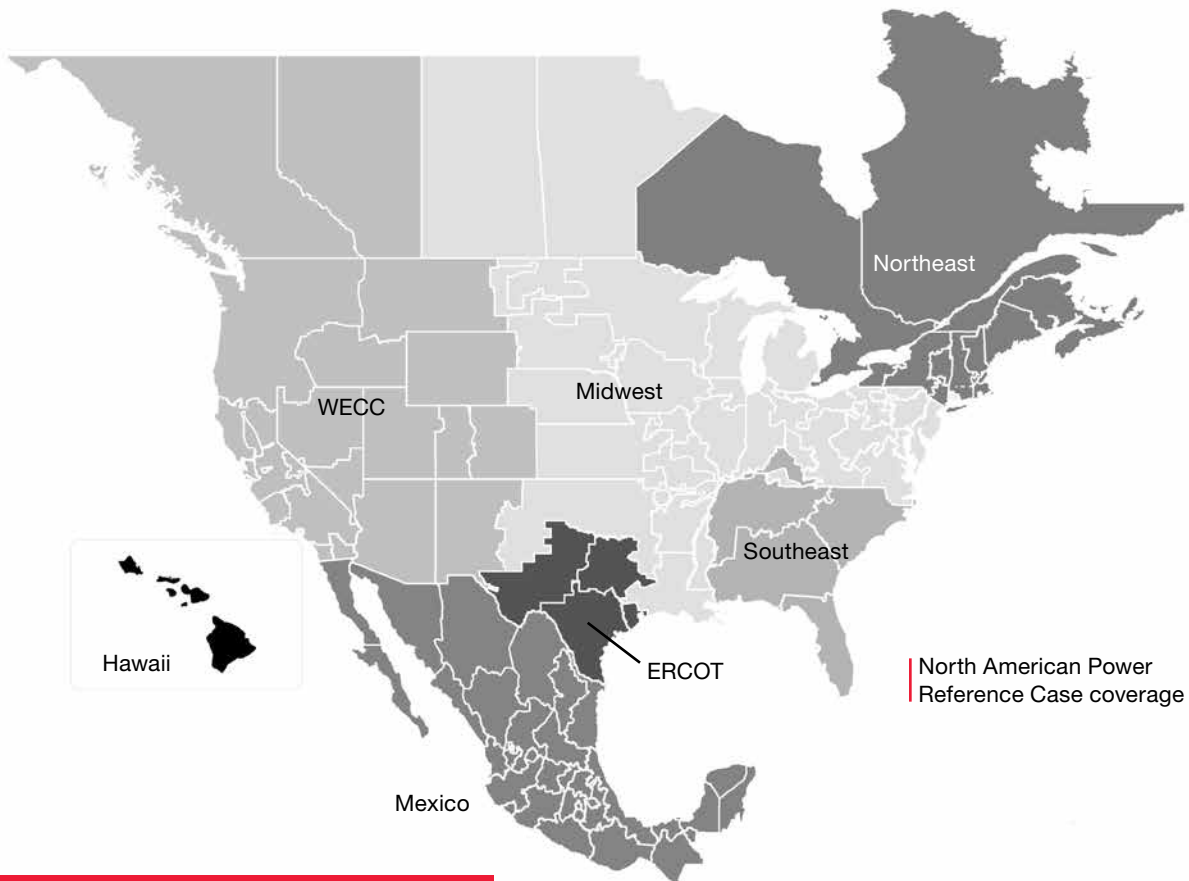 Northeast
Midwest
WECC
Southeast
Hawaii
ERCOT
North American Power
Reference Case coverage
Mexico